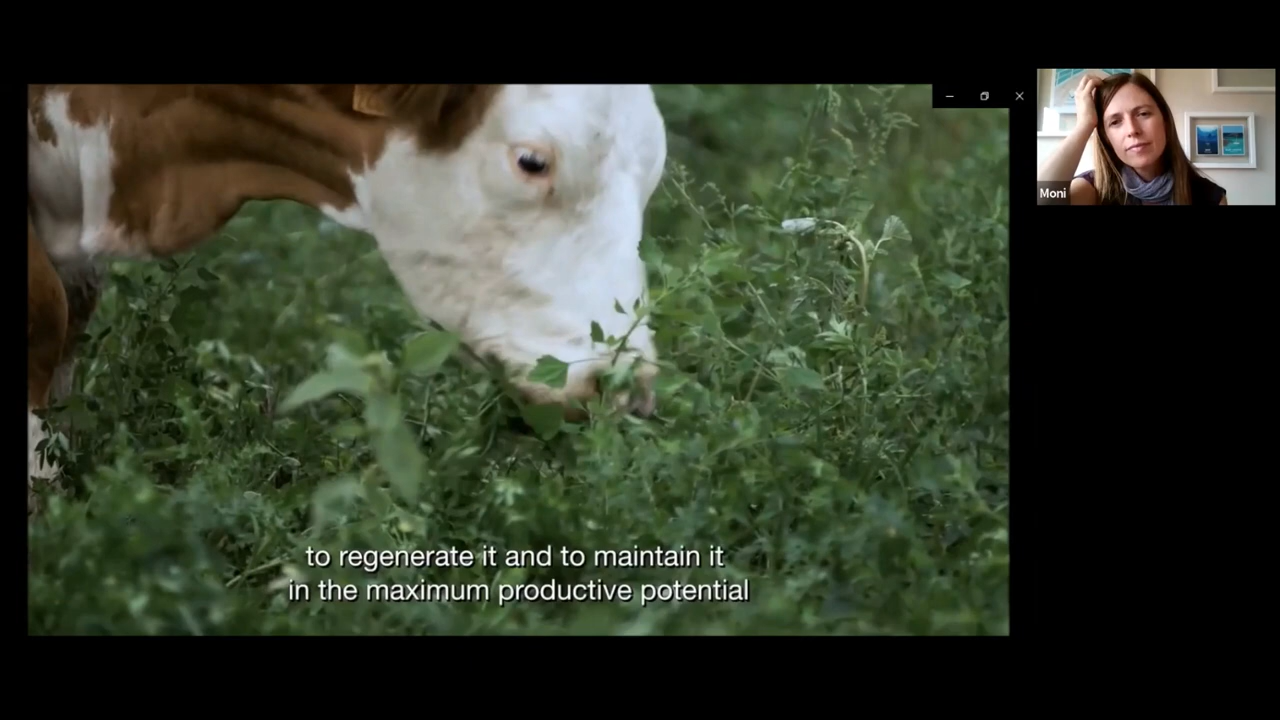 Moni
to regenerate it and to maintain it
in the maximum productive potential